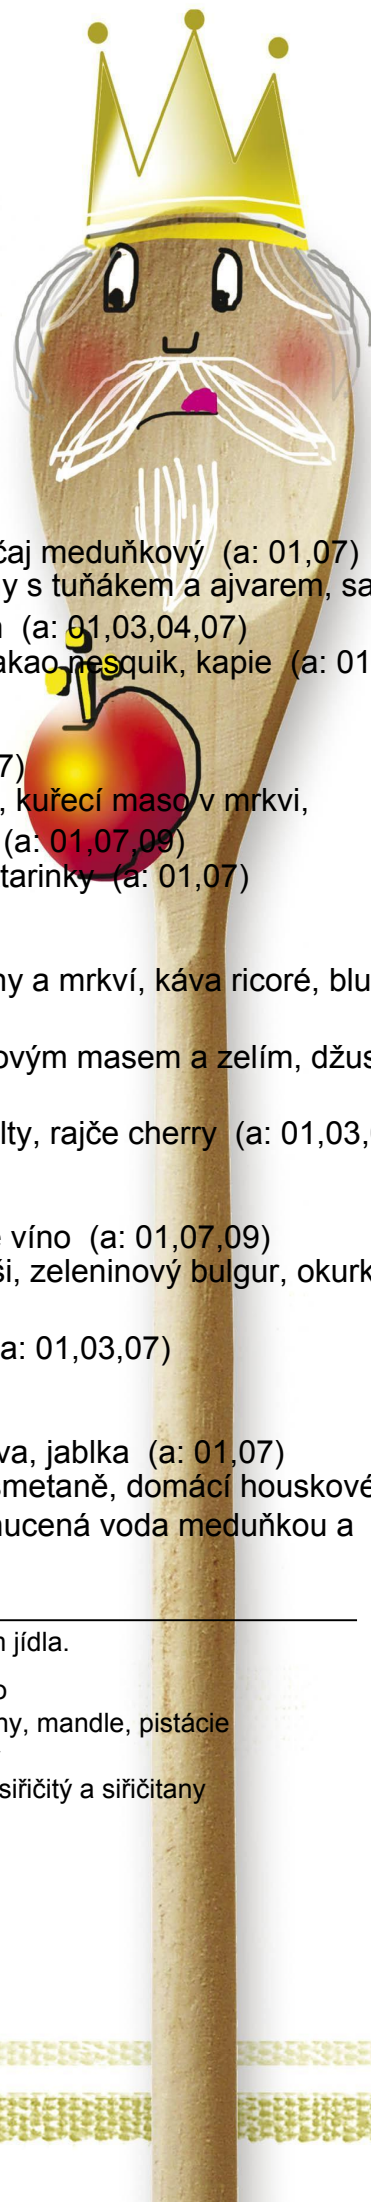 čaj meduňkový (a: 01,07)
y s tuňákem a ajvarem, sa
(a: 01,03,04,07)
akao nesquik, kapie (a: 01
7)
, kuřecí maso v mrkvi,
(a: 01,07,09)
tarinky (a: 01,07)
ny a mrkví, káva ricoré, blu
ovým masem a zelím, džus
lty, rajče cherry (a: 01,03,
víno (a: 01,07,09)
ši, zeleninový bulgur, okurk
a: 01,03,07)
va, jablka (a: 01,07)
smetaně, domácí houskové
hucená voda meduňkou a
h jídla.
o
ny, mandle, pistácie
siřičitý a siřičitany